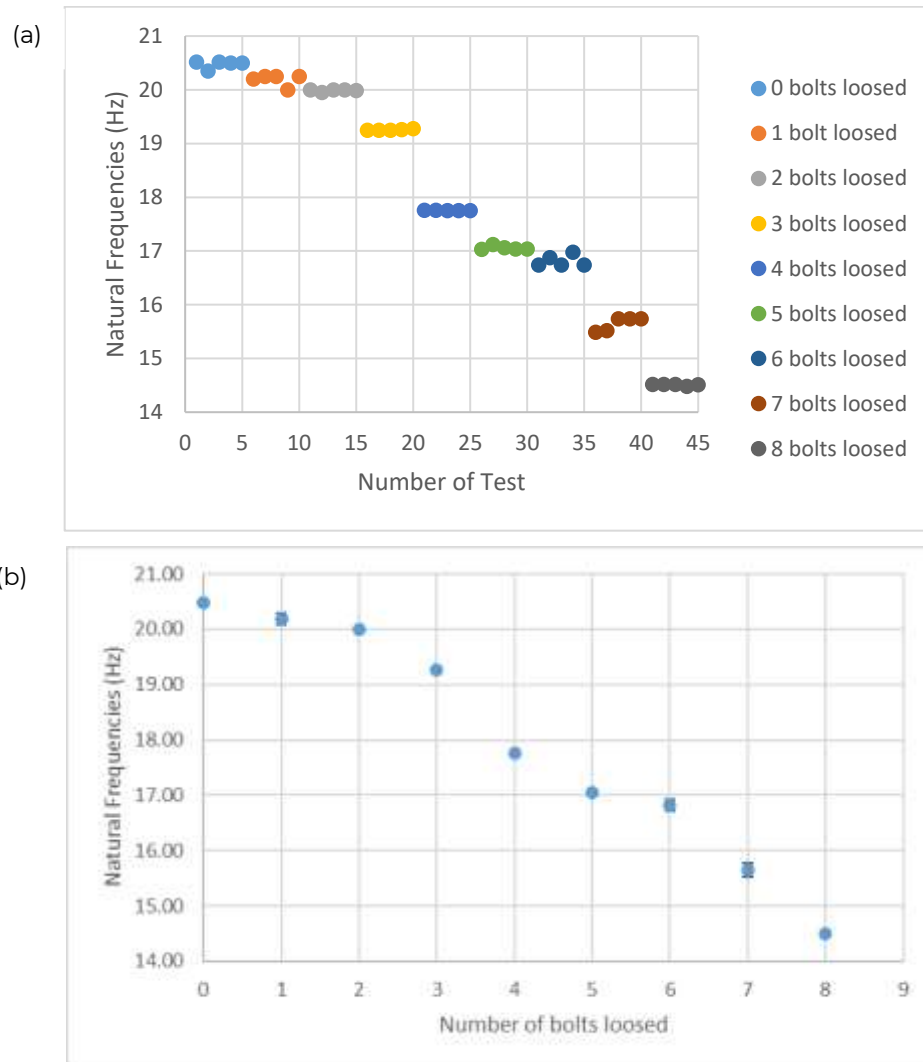 (a)
21
20
19
18
17
16
15
14
Natural Frequencies (Hz)
0 5 10 15 20 25 30 35 40 45
Number of Test
0 bolts loosed
1 bolt loosed
2 bolts loosed
3 bolts loosed
4 bolts loosed
5 bolts loosed
6 bolts loosed
7 bolts loosed
8 bolts loosed
(b)
21.00
20.00
19.00
18.00
17.00
16.00
15.00
14.00
Natural Frequencies (Hz)
0 1 2 3 4 5 6 7 8 9
Number of bolts loosed